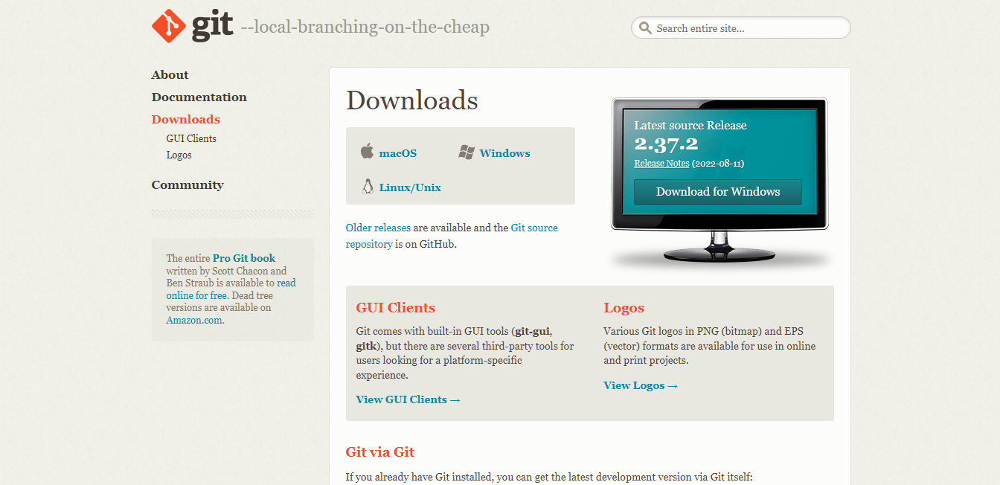 git --local-branching-on-the-cheap
Search entire site...
About
Documentation
Downloads
GUI Clients
Logos
Community
The entire Pro Git book
written by Scott Chacon and
Ben Straub is available to read
online for free. Dead tree
versions are available on
Amazon.com.
Downloads
macOS
Windows
Linux/Unix
Older releases are available and the Git source
repository is on GitHub.
Latest source Release
2.37.2
Release Notes (2022-08-11)
Download for Windows
GUI Clients
Git comes with built-in GUI tools (git-gui,
gitk), but there are several third-party tools for
users looking for a platform-specific
experience.
View GUI Clients →
Logos
Various Git logos in PNG (bitmap) and EPS
(vector) formats are available for use in online
and print projects.
View Logos →
Git via Git
If you already have Git installed, you can get the latest development version via Git itself: